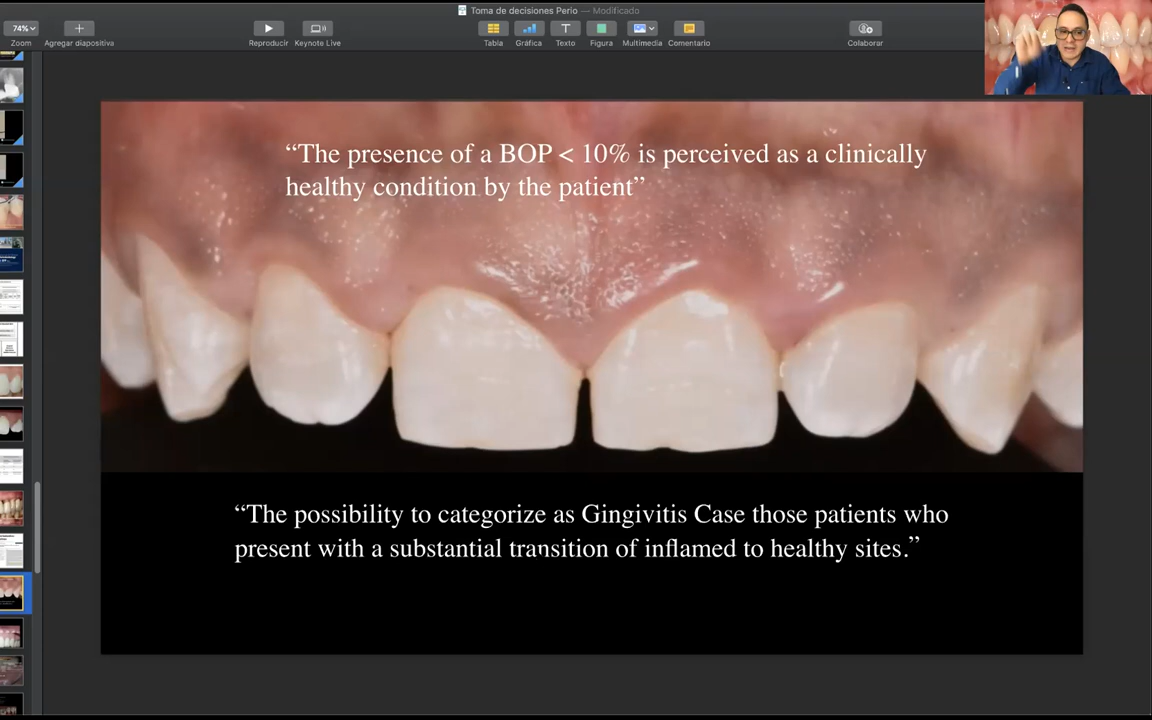 Toma de decisiones Perio — Modificado
74%
Zoom
Agregar diapositiva
Reproducir
Keynote Live
Tabla
Gráfica
Texto
Figura
Multimedia
Comentario
Colaborar
“The presence of a BOP < 10% is perceived as a clinically
healthy condition by the patient”
“The possibility to categorize as Gingivitis Case those patients who
present with a substantial transition of inflamed to healthy sites.”